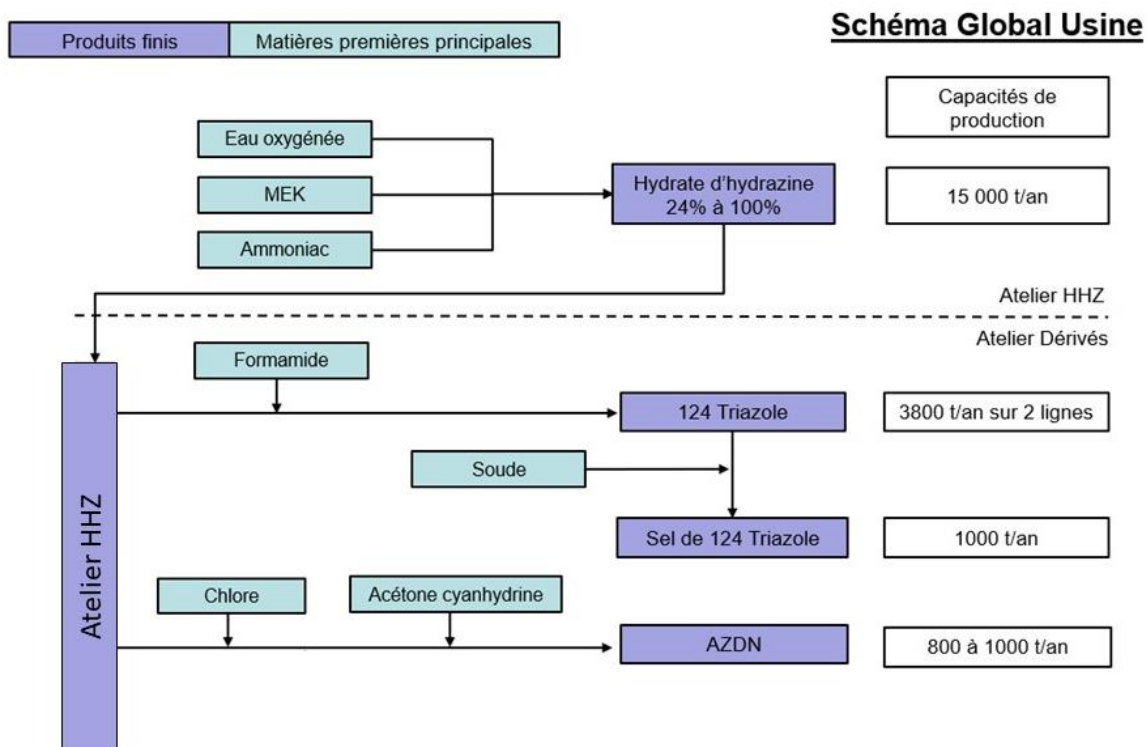 Schéma Global Usine
Produits finis
Matières premières principales
Capacités de
production
Eau oxygénée
MEK
Ammoniac
Hydrate d'hydrazine
24% à 100%
15 000 t/an
Atelier HHZ
Atelier Dérivés
Formamide
124 Triazole
3800 t/an sur 2 lignes
Soude
Sel de 124 Triazole
1000 t/an
Atelier HHZ
Chlore
Acétone cyanhydrine
AZDN
800 à 1000 t/an